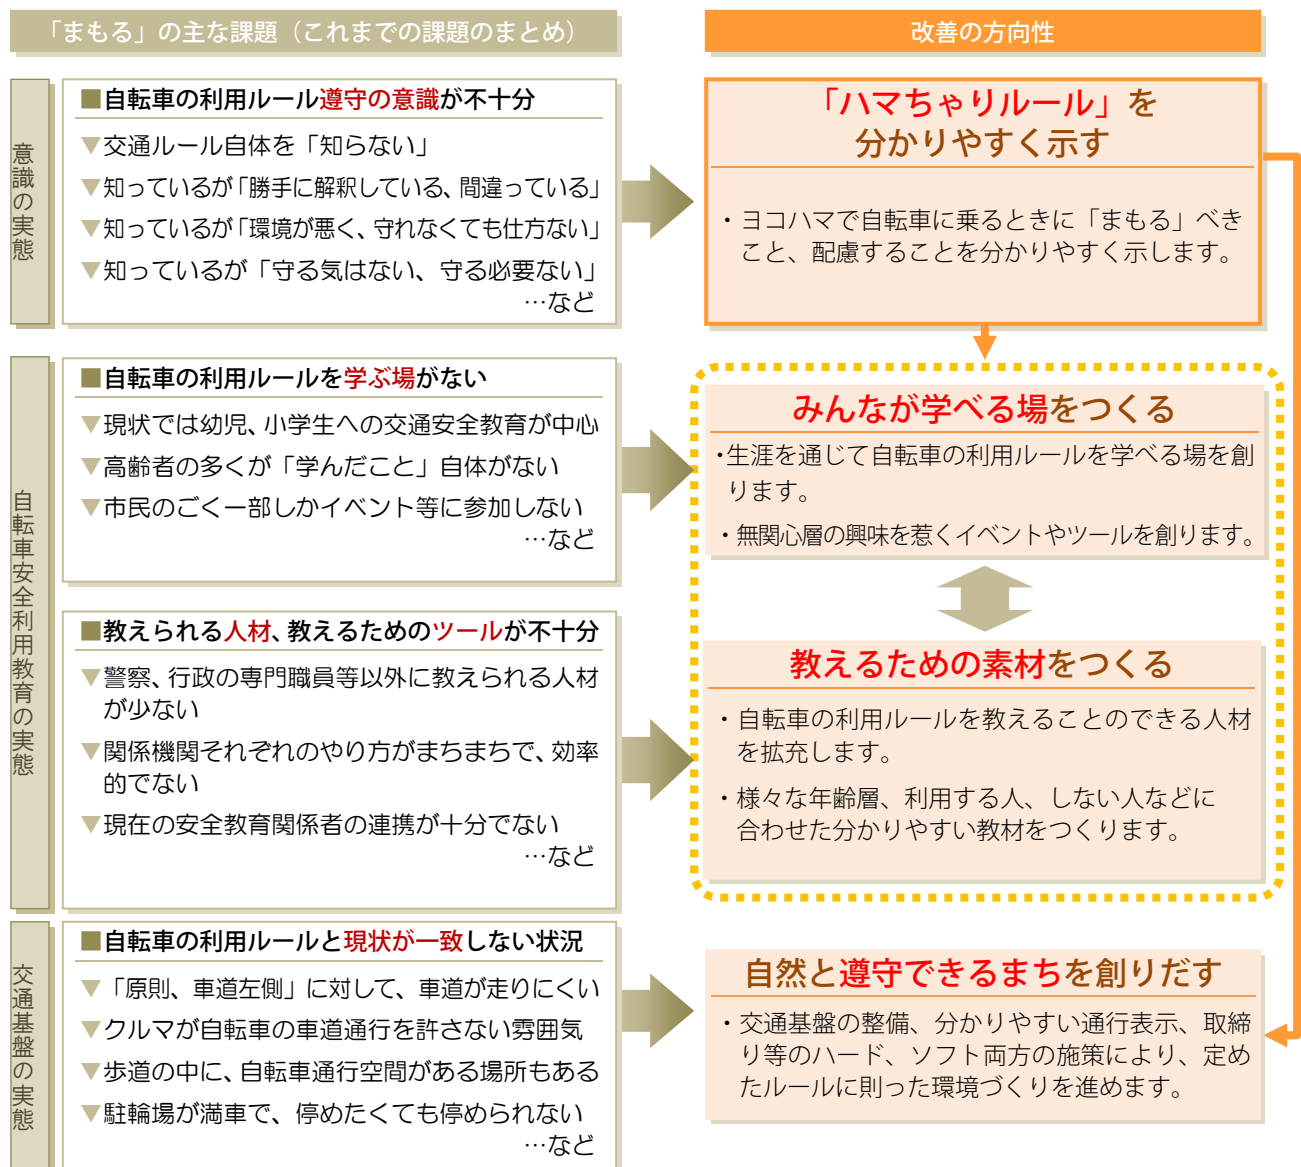 「まもる」の主な課題（これまでの課題のまとめ）
改善の方向性
意識の実態
■自転車の利用ルール遵守の意識が不十分
▼交通ルール自体を「知らない」
▼知っているが「勝手に解釈している、間違っている」
▼知っているが「環境が悪く、守れなくても仕方ない」
▼知っているが「守る気はない、守る必要ない」
…など
「ハマちゃりルール」を
分かりやすく示す
・ヨコハマで自転車に乗るときに「まもる」べき
こと、配慮することを分かりやすく示します。
自転車安全利用教育の実態
■自転車の利用ルールを学ぶ場がない
▼現状では幼児、小学生への交通安全教育が中心
▼高齢者の多くが「学んだこと」自体がない
▼市民のごく一部しかイベント等に参加しない
…など
みんなが学べる場をつくる
・生涯を通じて自転車の利用ルールを学べる場を創
ります。
・無関心層の興味を惹くイベントやツールを創ります。
■教えられる人材、教えるためのツールが不十分
▼警察、行政の専門職員等以外に教えられる人材
が少ない
▼関係機関それぞれのやり方がまちまちで、効率
的でない
▼現在の安全教育関係者の連携が十分でない
…など
教えるための素材をつくる
・自転車の利用ルールを教えることのできる人材
を拡充します。
・様々な年齢層、利用する人、しない人などに
合わせた分かりやすい教材をつくります。
交通基盤の実態
■自転車の利用ルールと現状が一致しない状況
▼「原則、車道左側」に対して、車道が走りにくい
▼クルマが自転車の車道通行を許さない雰囲気
▼歩道の中に、自転車通行空間がある場所もある
▼駐輪場が満車で、停めたくても停められない
…など
自然と遵守できるまちを創りだす
・交通基盤の整備、分かりやすい通行表示、取締
り等のハード、ソフト両方の施策により、定め
たルールに則った環境づくりを進めます。